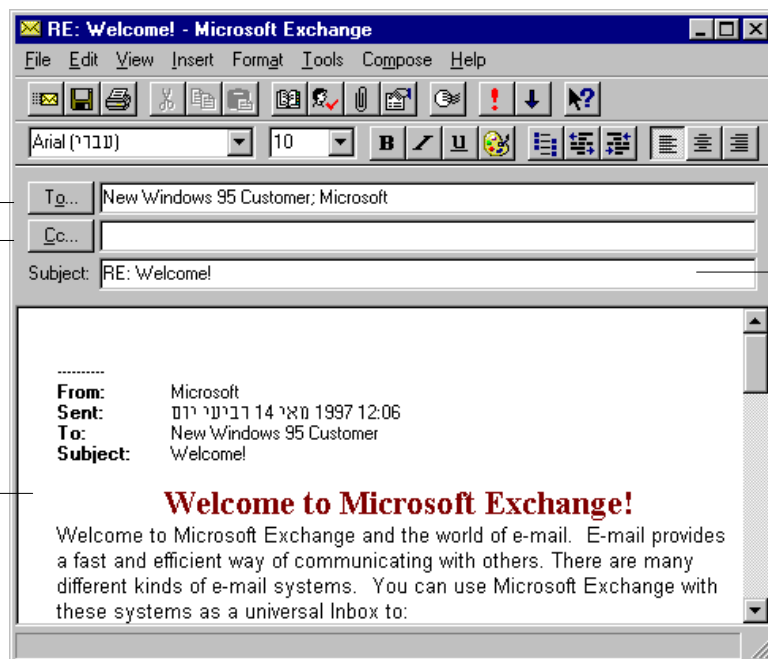 RE: Welcome! - Microsoft Exchange
File Edit View Insert Format Tools Compose Help
Arial (עברי) 10 B I U
To... New Windows 95 Customer; Microsoft
Cc...
Subject: RE: Welcome!
----------
From: Microsoft
Sent: יום רביעי 14 מאי 1997 12:06
To: New Windows 95 Customer
Subject: Welcome!
Welcome to Microsoft Exchange!
Welcome to Microsoft Exchange and the world of e-mail. E-mail provides
a fast and efficient way of communicating with others. There are many
different kinds of e-mail systems. You can use Microsoft Exchange with
these systems as a universal Inbox to: